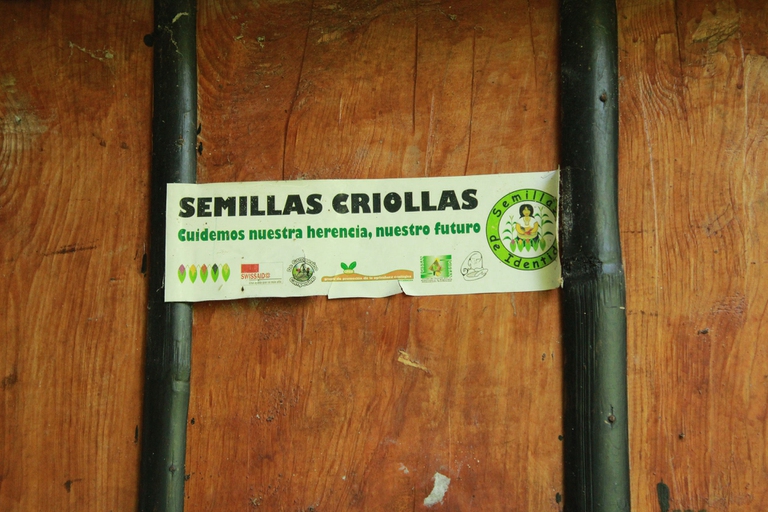 SEMILLAS CRIOLLAS
Cuidemos nuestra herencia, nuestro futuro
Semillas
de Identidad
SWISSAID